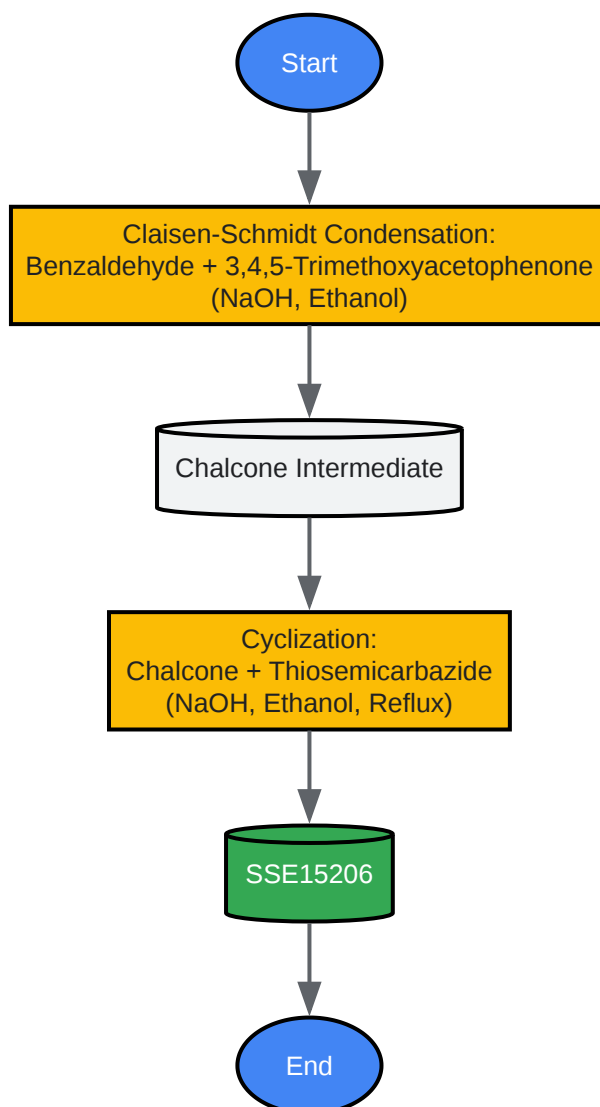 Start
Claisen-Schmidt Condensation:
Benzaldehyde + 3,4,5-Trimethoxyacetophenone
(NaOH, Ethanol)
Chalcone Intermediate
Cyclization:
Chalcone + Thiosemicarbazide
(NaOH, Ethanol, Reflux)
SSE15206
End